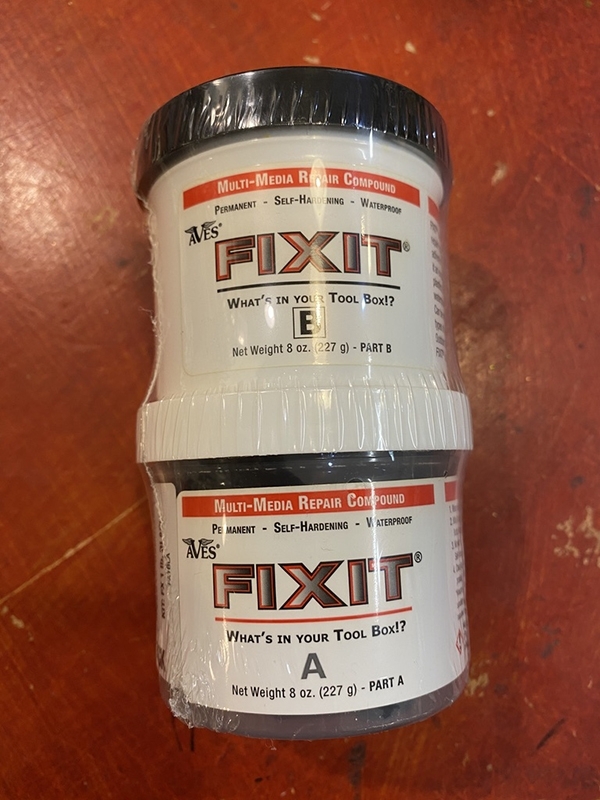 Multi-Media Repair Compound
Permanent - Self-Hardening - Waterproof
AVES®
FIXIT®
What's in your Tool Box!?
B
Net Weight 8 oz. (227 g) - PART B
Multi-Media Repair Compound
Permanent - Self-Hardening - Waterproof
AVES®
FIXIT®
What's in your Tool Box!?
A
Net Weight 8 oz. (227 g) - PART A